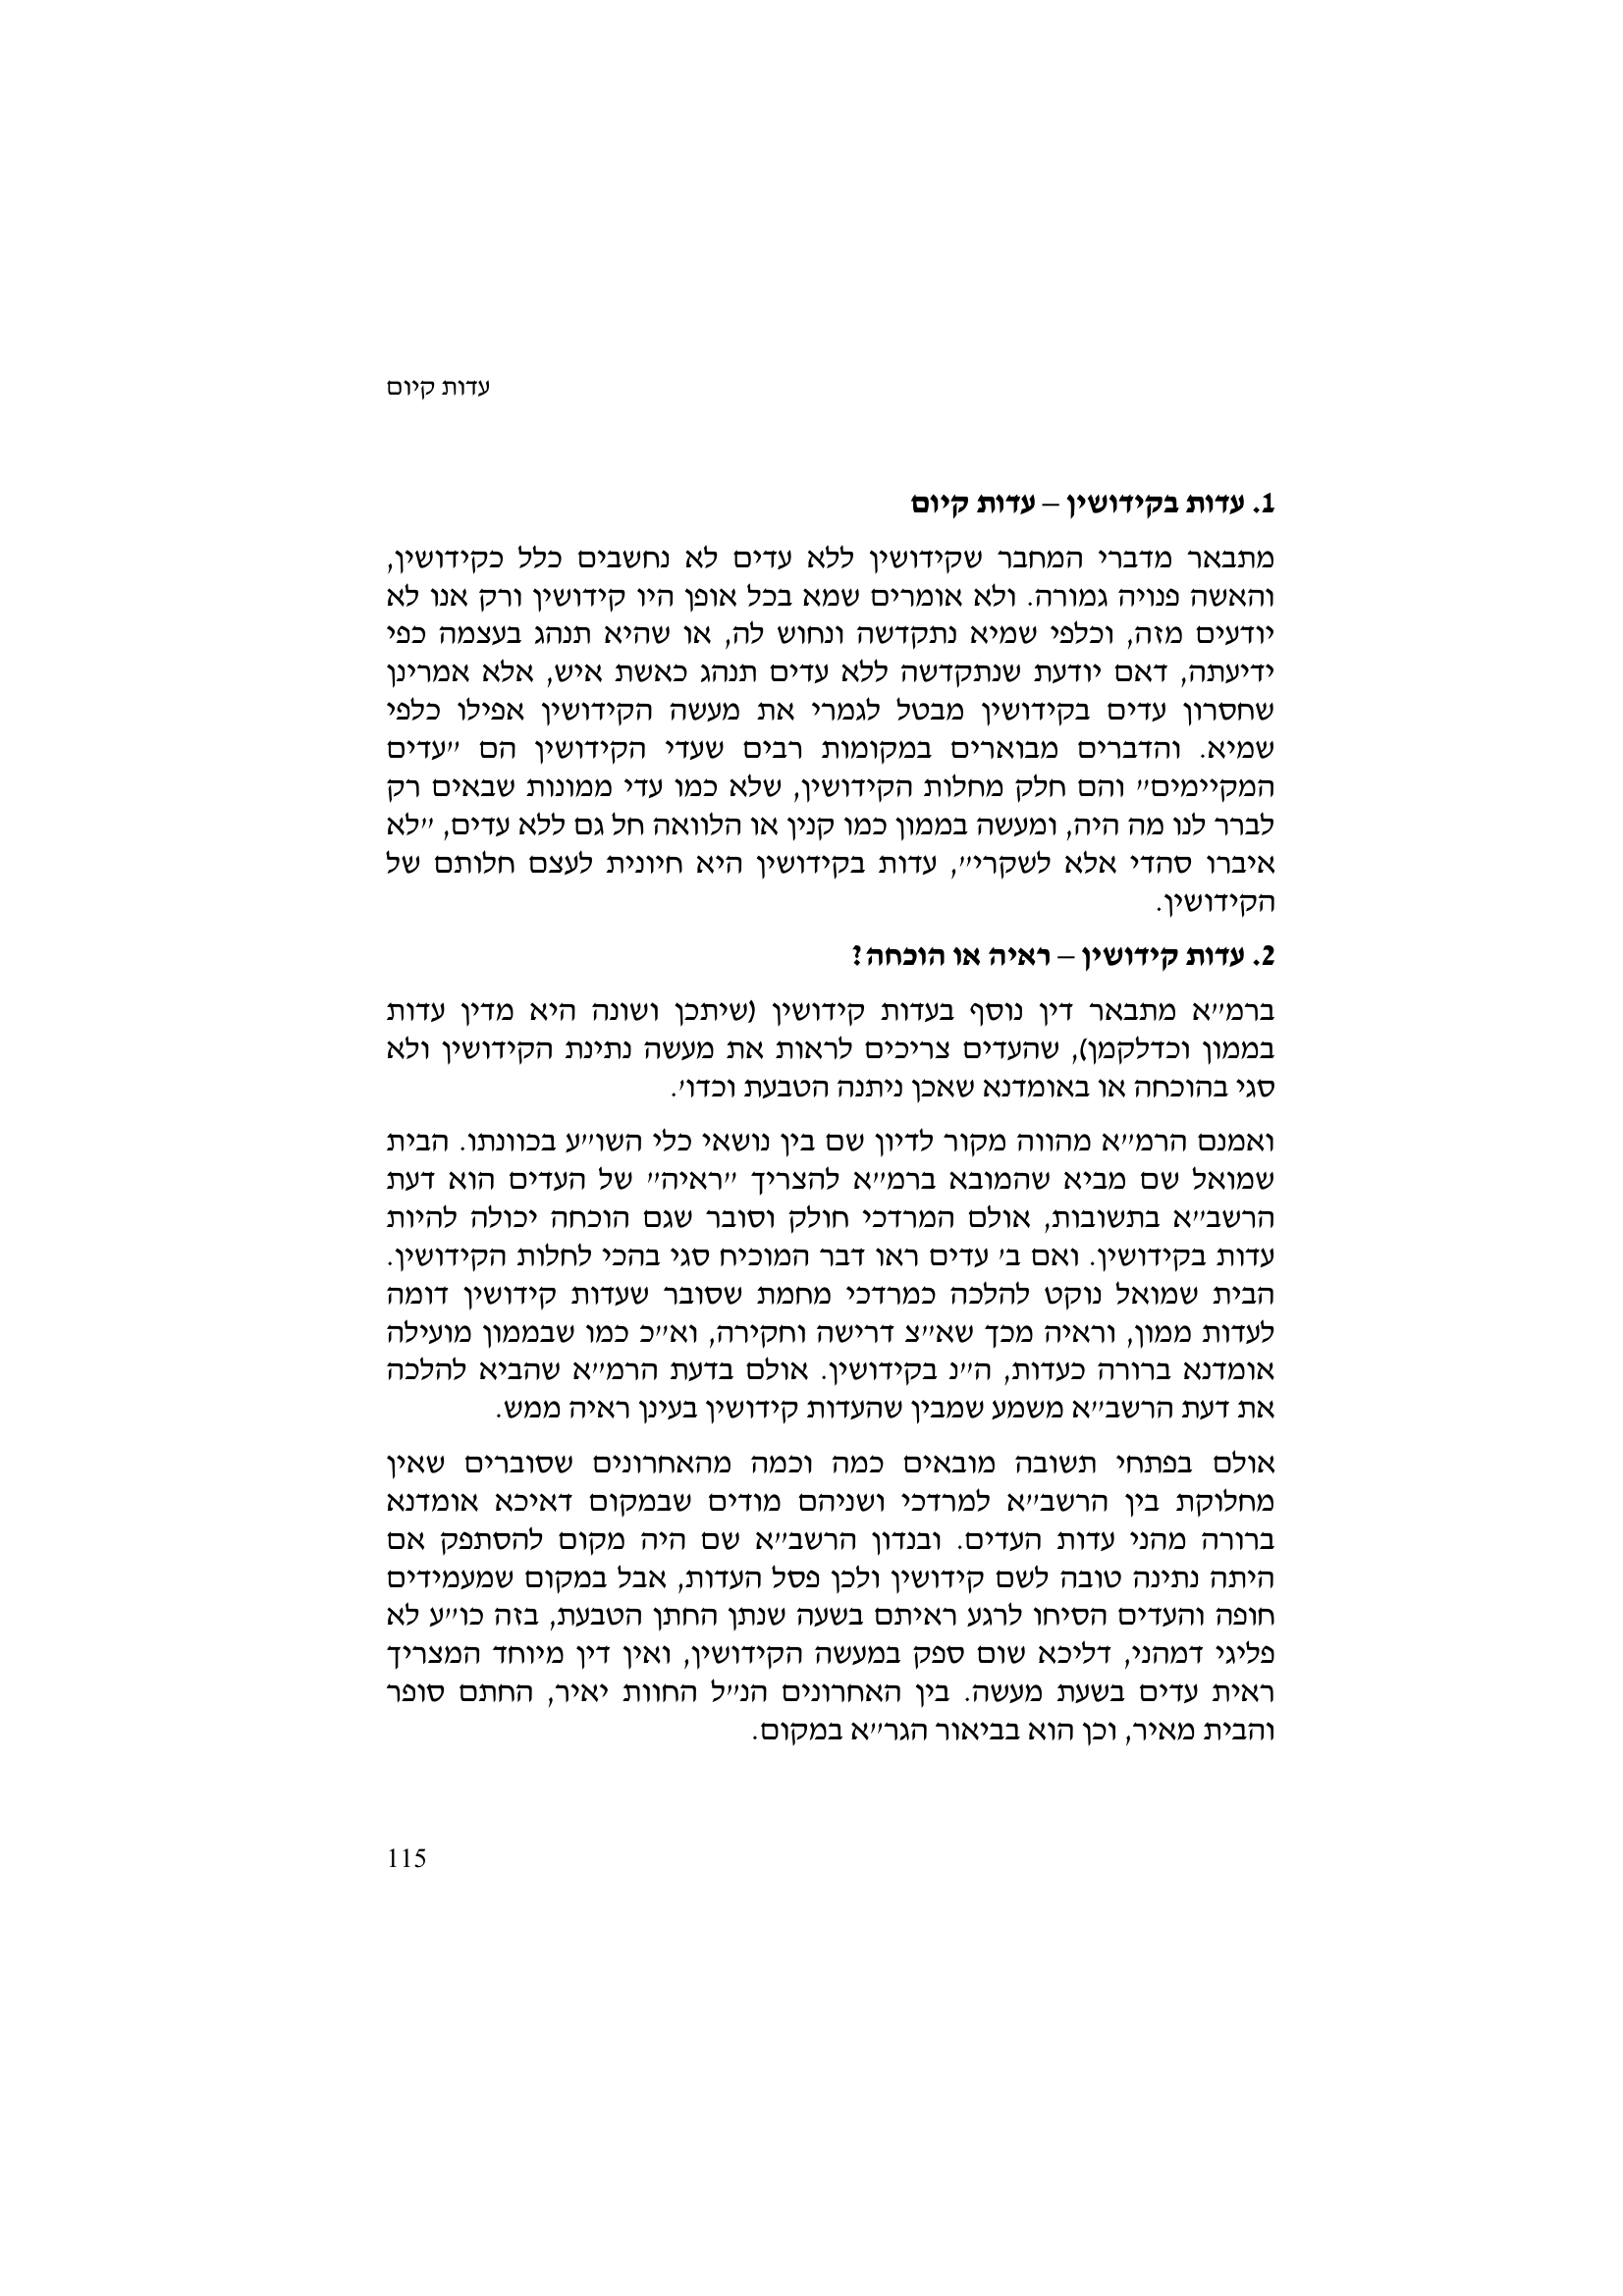 עדות קיום
1. עדות בקידושין – עדות קיום
מתבאר מדברי המחבר שקידושין ללא עדים לא נחשבים כלל כקידושין,
והאשה פנויה גמורה. ולא אומרים שמא בכל אופן היו קידושין ורק אנו לא
יודעים מזה, וכלפי שמיא נתקדשה ונחוש לה, או שהיא תנהג בעצמה כפי
ידיעתה, דאם יודעת שנתקדשה ללא עדים תנהג כאשת איש, אלא אמרינן
שחסרון עדים בקידושין מבטל לגמרי את מעשה הקידושין אפילו כלפי
שמיא. והדברים מבוארים במקומות רבים שעדי הקידושין הם ״עדים
המקיימים״ והם חלק מחלות הקידושין, שלא כמו עדי ממונות שבאים רק
לברר לנו מה היה, ומעשה בממון כמו קנין או הלוואה חל גם ללא עדים, ״לא
איברו סהדי אלא לשקרי״, עדות בקידושין היא חיונית לעצם חלותם של
הקידושין.
2. עדות קידושין – ראיה או הוכחה?
ברמ״א מתבאר דין נוסף בעדות קידושין (שיתכן ושונה היא מדין עדות
בממון וכדלקמן), שהעדים צריכים לראות את מעשה נתינת הקידושין ולא
סגי בהוכחה או באומדנא שאכן ניתנה הטבעת וכדו׳.
ואמנם הרמ״א מהווה מקור לדיון שם בין נושאי כלי השו״ע בכוונתו. הבית
שמואל שם מביא שהמובא ברמ״א להצריך ״ראיה״ של העדים הוא דעת
הרשב״א בתשובות, אולם המרדכי חולק וסובר שגם הוכחה יכולה להיות
עדות בקידושין. ואם ב׳ עדים ראו דבר המוכיח סגי בהכי לחלות הקידושין.
הבית שמואל נוקט להלכה כמרדכי מחמת שסובר שעדות קידושין דומה
לעדות ממון, וראיה מכך שא״צ דרישה וחקירה, וא״כ כמו שבממון מועילה
אומדנא ברורה כעדות, ה״נ בקידושין. אולם בדעת הרמ״א שהביא להלכה
את דעת הרשב״א משמע שמבין שהעדות קידושין בעינן ראיה ממש.
אולם בפתחי תשובה מובאים כמה וכמה מהאחרונים שסוברים שאין
מחלוקת בין הרשב״א למרדכי ושניהם מודים שבמקום דאיכא אומדנא
ברורה מהני עדות העדים. ובנדון הרשב״א שם היה מקום להסתפק אם
היתה נתינה טובה לשם קידושין ולכן פסל העדות, אבל במקום שמעמידים
חופה והעדים הסיחו לרגע ראיתם בשעה שנתן החתן הטבעת, בזה כו״ע לא
פליגי דמהני, דליכא שום ספק במעשה הקידושין, ואין דין מיוחד המצריך
ראית עדים בשעת מעשה. בין האחרונים הנ״ל החוות יאיר, החתם סופר
והבית מאיר, וכן הוא בביאור הגר״א במקום.
115